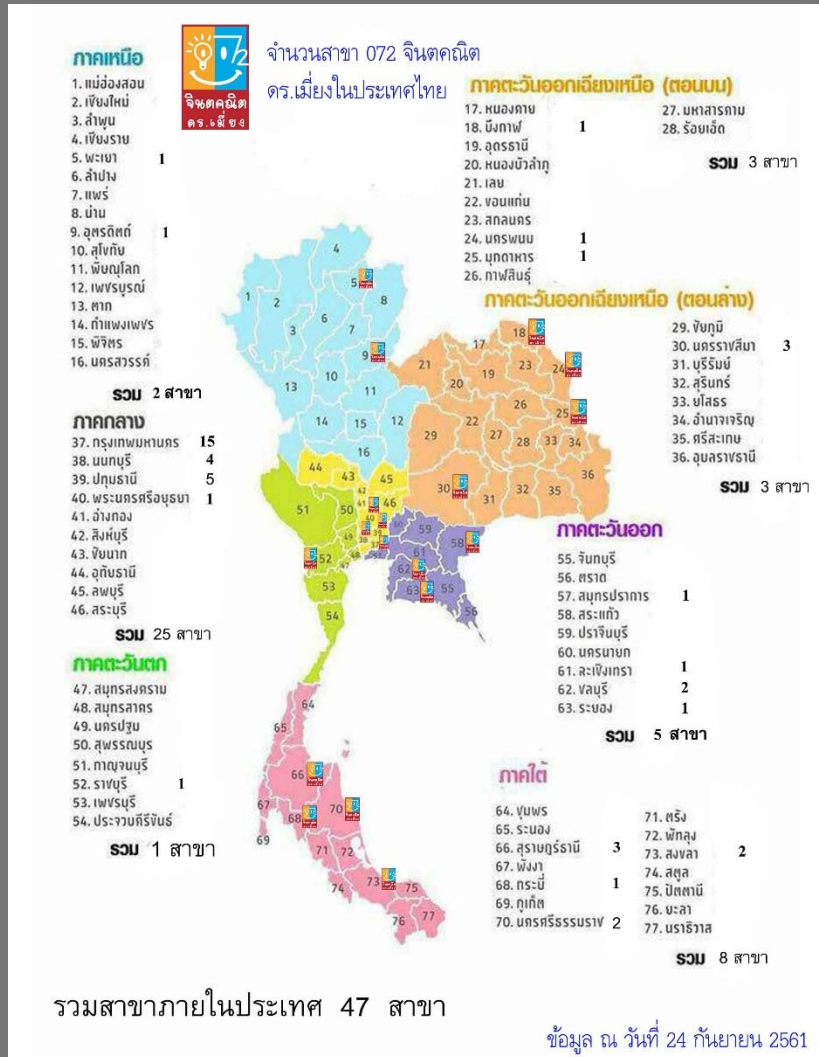 จินตคณิต
ดร.เมี่ยง
จำนวนสาขา 072 จินตคณิต
ดร.เมี่ยงในประเทศไทย
ภาคเหนือ
1. แม่ฮ่องสอน
2. เชียงใหม่
3. ลำพูน
4. เชียงราย
5. พะเยา 1
6. ลำปาง
7. แพร่
8. น่าน
9. อุตรดิตถ์ 1
10. สุโขทัย
11. พิษณุโลก
12. เพชรบูรณ์
13. ตาก
14. กำแพงเพชร
15. พิจิตร
16. นครสวรรค์
รวม 2 สาขา
ภาคกลาง
37. กรุงเทพมหานคร 15
38. นนทบุรี 4
39. ปทุมธานี 5
40. พระนครศรีอยุธยา 1
41. อ่างทอง
42. สิงห์บุรี
43. ชัยนาท
44. อุทัยธานี
45. ลพบุรี
46. สระบุรี
รวม 25 สาขา
ภาคตะวันตก
47. สมุทรสงคราม
48. สมุทรสาคร
49. นครปฐม
50. สุพรรณบุร
51. กาญจนบุรี
52. ราชบุรี 1
53. เพชรบุรี
54. ประจวบคีรีขันธ์
รวม 1 สาขา
ภาคตะวันออกเฉียงเหนือ (ตอนบน)
17. หนองคาย
18. บึงกาฬ 1
19. อุดรธานี
20. หนองบัวลำภู
21. เลย
22. ขอนแก่น
23. สกลนคร
24. นครพนม 1
25. มุกดาหาร 1
26. กาฬสินธุ์
27. มหาสารคาม
28. ร้อยเอ็ด
รวม 3 สาขา
ภาคตะวันออกเฉียงเหนือ (ตอนล่าง)
29. ชัยภูมิ
30. นครราชสีมา 3
31. บุรีรัมย์
32. สุรินทร์
33. ยโสธร
34. อำนาจเจริญ
35. ศรีสะเกษ
36. อุบลราชธานี
รวม 3 สาขา
ภาคตะวันออก
55. จันทบุรี
56. ตราด
57. สมุทรปราการ 1
58. สระแก้ว
59. ปราจีนบุรี
60. นครนายก
61. ฉะเชิงเทรา 1
62. ชลบุรี 2
63. ระยอง 1
รวม 5 สาขา
ภาคใต้
64. ชุมพร
65. ระนอง
66. สุราษฎร์ธานี 3
67. พังงา
68. กระบี่ 1
69. ภูเก็ต
70. นครศรีธรรมราช 2
71. ตรัง
72. พัทลุง
73. สงขลา 2
74. สตูล
75. ปัตตานี
76. ยะลา
77. นราธิวาส
รวม 8 สาขา
รวมสาขาภายในประเทศ 47 สาขา
ข้อมูล ณ วันที่ 24 กันยายน 2561